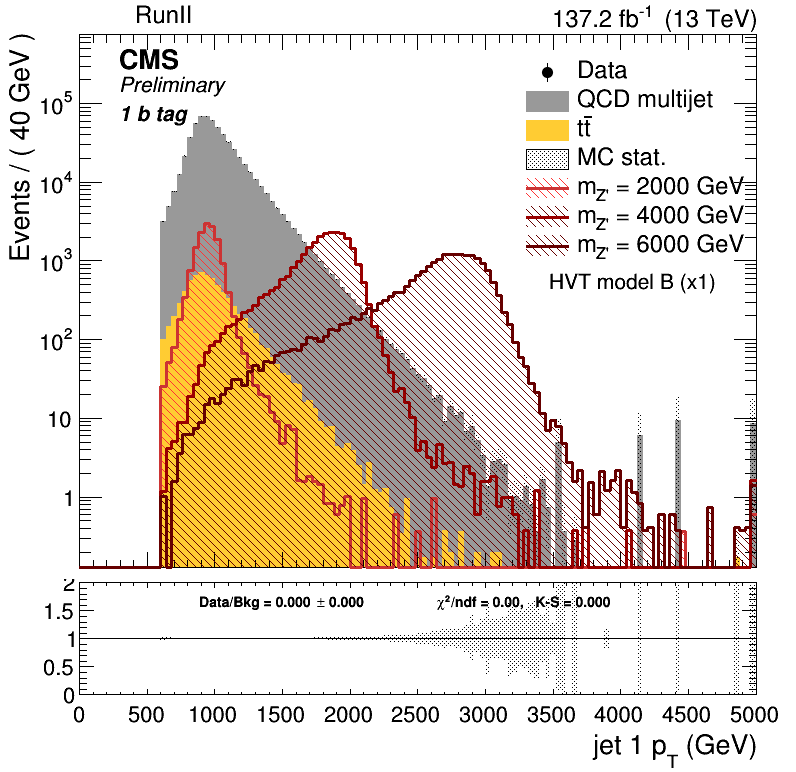 RunII 137.2 fb⁻¹ (13 TeV)
CMS
Preliminary
1 b tag
Data
QCD multijet
tt̄
MC stat.
m_Z' = 2000 GeV
m_Z' = 4000 GeV
m_Z' = 6000 GeV
HVT model B (x1)
Events / ( 40 GeV )
10⁵
10⁴
10³
10²
10
1
Data/Bkg = 0.000 ± 0.000 χ²/ndf = 0.00, K-S = 0.000
2
1.5
1
0.5
0
0 500 1000 1500 2000 2500 3000 3500 4000 4500 5000
jet 1 p_T (GeV)